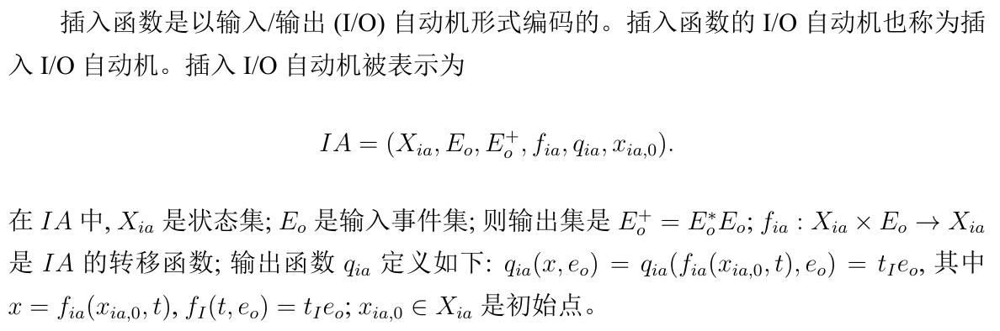 插入函数是以输入/输出 (I/O) 自动机形式编码的。插入函数的 I/O 自动机也称为插
入 I/O 自动机。插入 I/O 自动机被表示为
$IA = (X_{ia}, E_o, E_o^+, f_{ia}, q_{ia}, x_{ia,0}).$
在 $IA$ 中, $X_{ia}$ 是状态集; $E_o$ 是输入事件集; 则输出集是 $E_o^+ = E_o^* E_o$; $f_{ia} : X_{ia} \times E_o \to X_{ia}$
是 $IA$ 的转移函数; 输出函数 $q_{ia}$ 定义如下: $q_{ia}(x, e_o) = q_{ia}(f_{ia}(x_{ia,0}, t), e_o) = t_I e_o$, 其中
$x = f_{ia}(x_{ia,0}, t)$, $f_I(t, e_o) = t_I e_o$; $x_{ia,0} \in X_{ia}$ 是初始点。